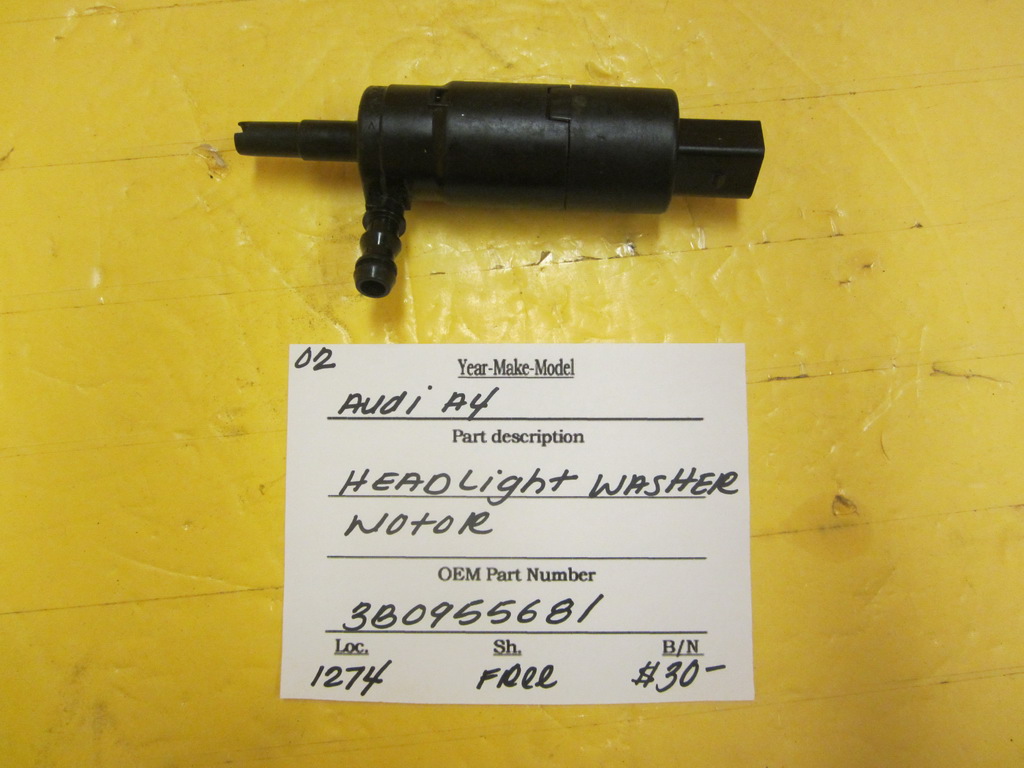 02
Year-Make-Model
Audi A4
Part description
HEADLight WASHER
MotoR
OEM Part Number
3B0955681
Loc. Sh. B/N
1274 FRee $30-